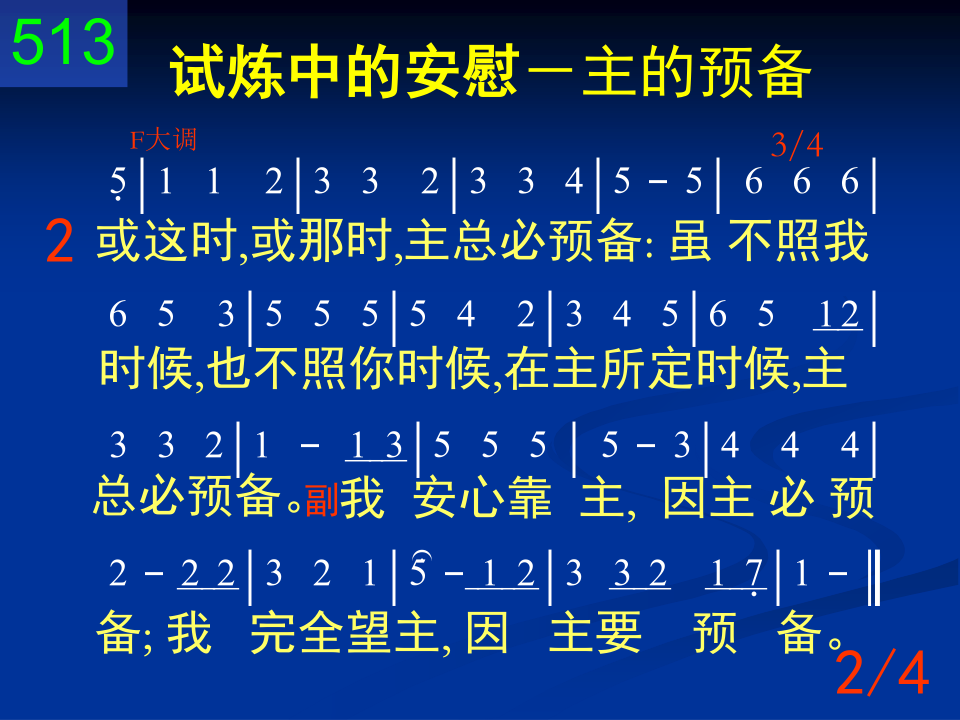 513
试炼中的安慰－主的预备
F大调 3/4
5̣ | 1 1 2 | 3 3 2 | 3 3 4 | 5 – 5 | 6 6 6 |
2 或这时,或那时,主总必预备: 虽 不照我
6 5 3 | 5 5 5 | 5 4 2 | 3 4 5 | 6 5 1 2 |
时候,也不照你时候,在主所定时候,主
3 3 2 | 1 – 1 3 | 5 5 5 | 5 – 3 | 4 4 4 |
总必预备。副我 安心靠 主, 因主 必 预
2 – 2 2 | 3 2 1 | 5 – 1 2 | 3 3 2 1 7̣ | 1 – ‖
备; 我 完全望主, 因 主要 预 备。
2/4